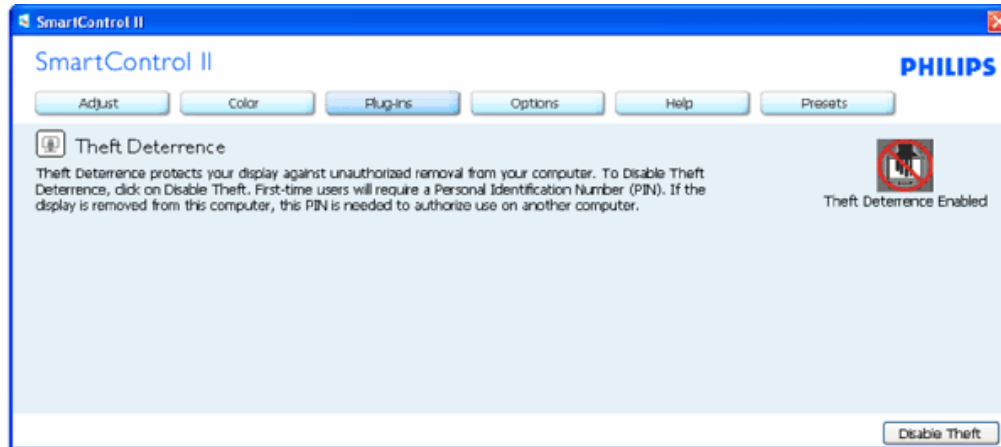 SmartControl II
SmartControl II
PHILIPS
Adjust Color Plug-Ins Options Help Presets
Theft Deterrence
Theft Deterrence protects your display against unauthorized removal from your computer. To Disable Theft
Deterrence, click on Disable Theft. First-time users will require a Personal Identification Number (PIN). If the
display is removed from this computer, this PIN is needed to authorize use on another computer.
Theft Deterrence Enabled
Disable Theft